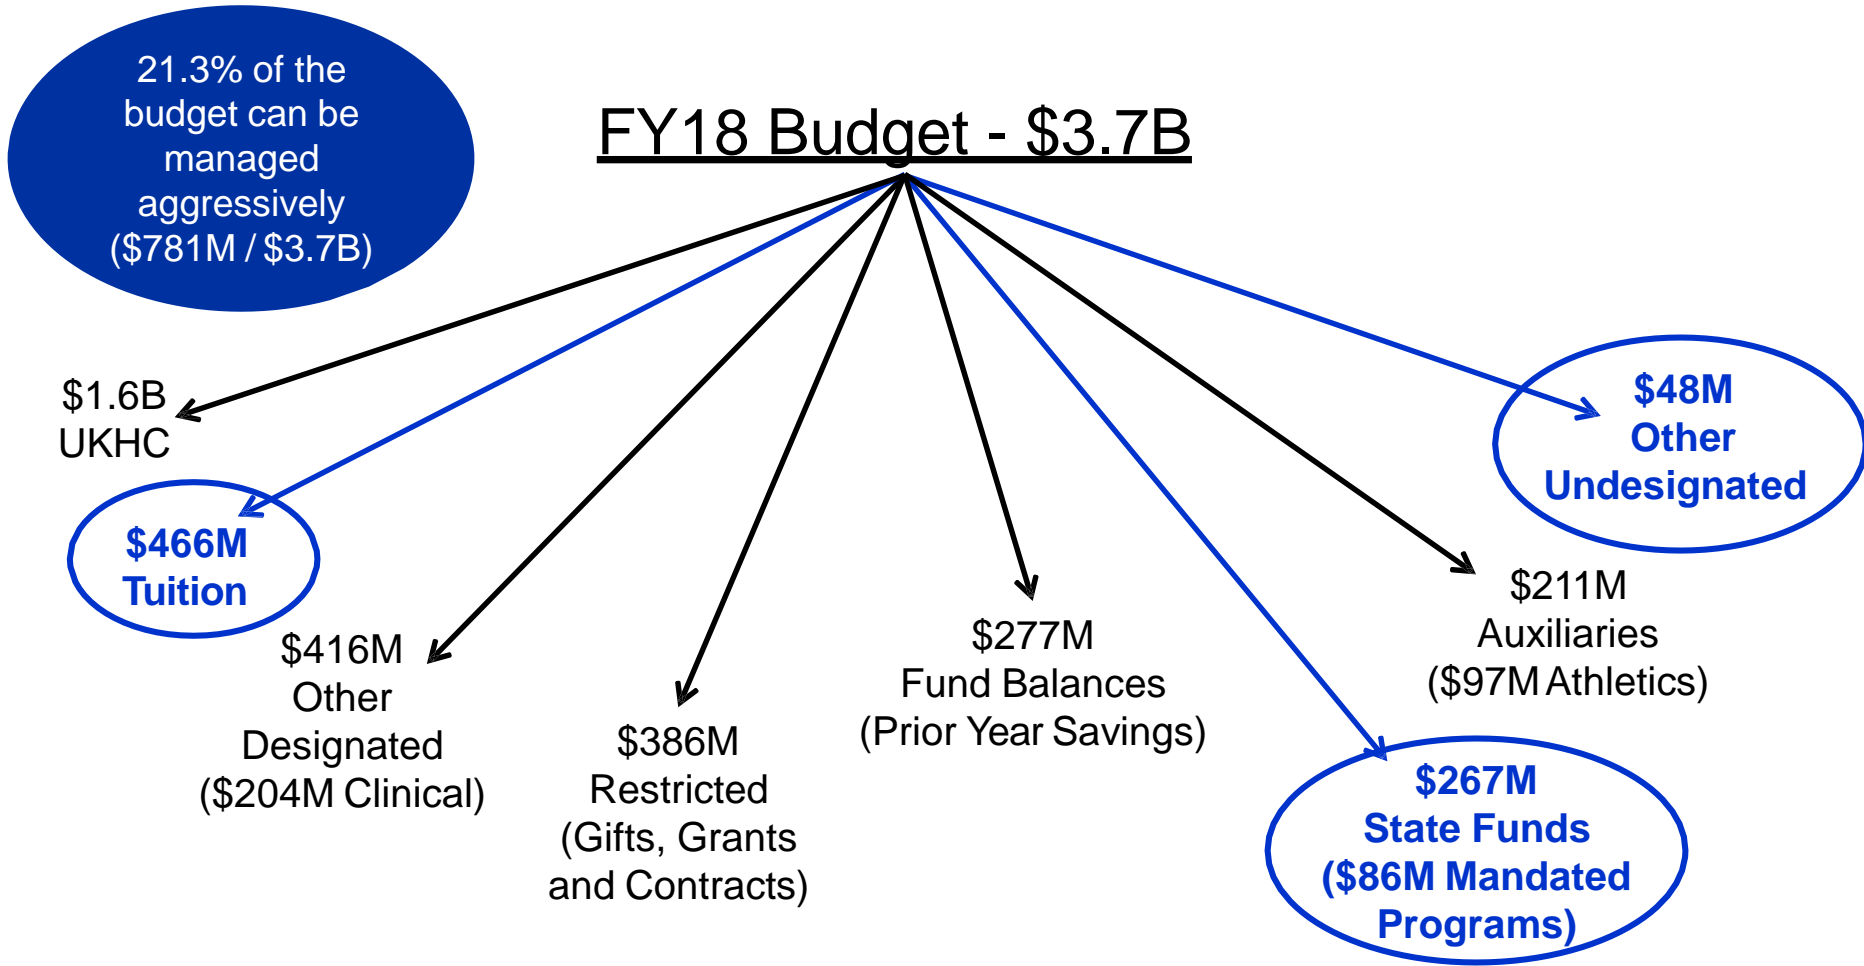 21.3% of the
budget can be
managed
aggressively
($781M / $3.7B)
FY18 Budget - $3.7B
$1.6B
UKHC
$466M
Tuition
$416M
Other
Designated
($204M Clinical)
$386M
Restricted
(Gifts, Grants
and Contracts)
$277M
Fund Balances
(Prior Year Savings)
$267M
State Funds
($86M Mandated
Programs)
$211M
Auxiliaries
($97M Athletics)
$48M
Other
Undesignated